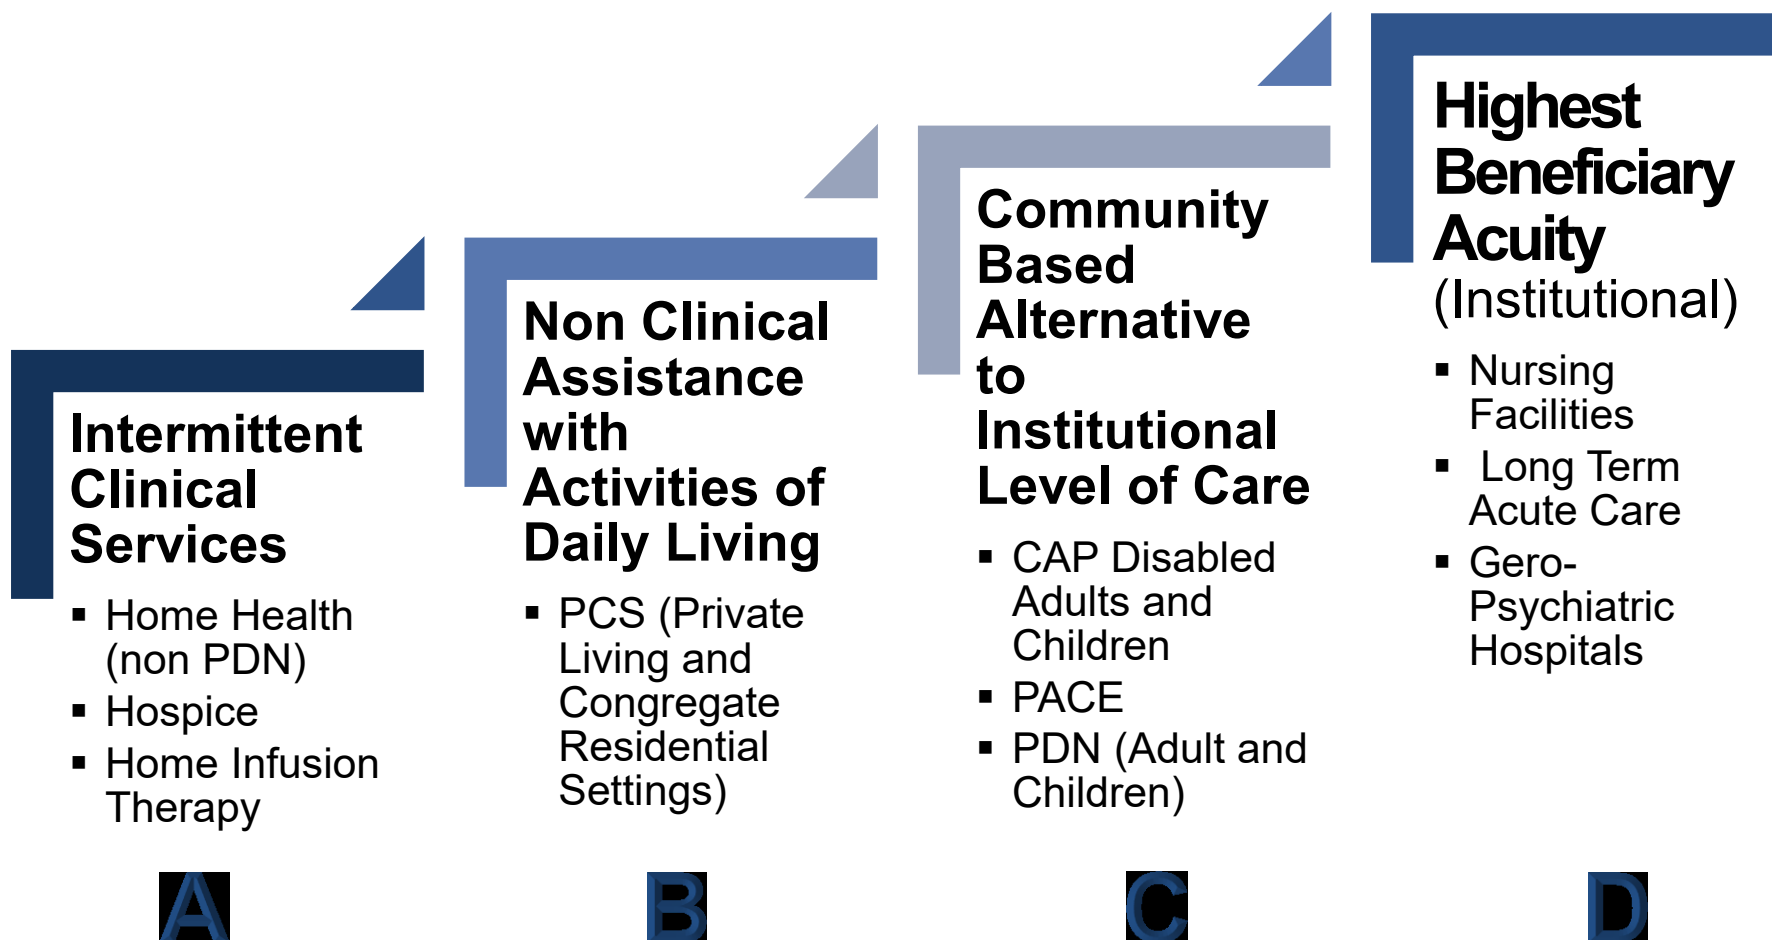 Intermittent
Clinical
Services
▪ Home Health
(non PDN)
▪ Hospice
▪ Home Infusion
Therapy
A
Non Clinical
Assistance
with
Activities of
Daily Living
▪ PCS (Private
Living and
Congregate
Residential
Settings)
B
Community
Based
Alternative
to
Institutional
Level of Care
▪ CAP Disabled
Adults and
Children
▪ PACE
▪ PDN (Adult and
Children)
C
Highest
Beneficiary
Acuity
(Institutional)
▪ Nursing
Facilities
▪ Long Term
Acute Care
▪ Gero-
Psychiatric
Hospitals
D